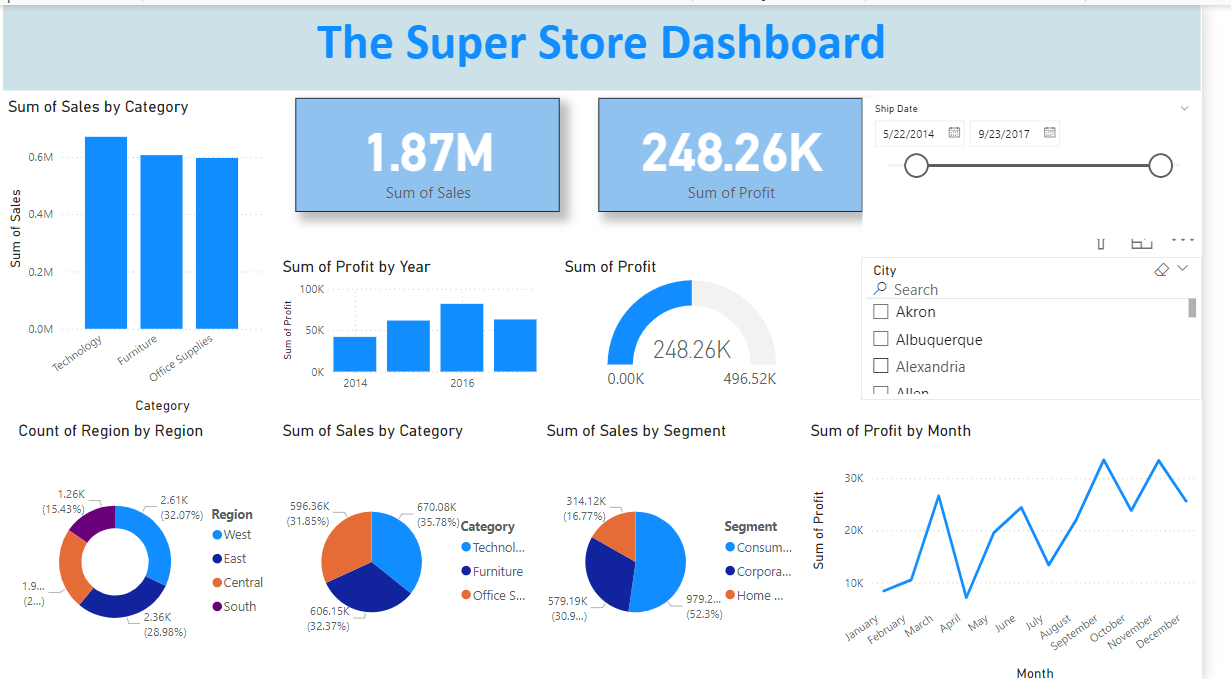 The Super Store Dashboard
Sum of Sales by Category
0.6M
0.4M
0.2M
0.0M
Sum of Sales
Technology
Furniture
Office Supplies
Category
1.87M
Sum of Sales
248.26K
Sum of Profit
Ship Date
5/22/2014
9/23/2017
Sum of Profit by Year
100K
50K
0K
Sum of Profit
2014
2016
Sum of Profit
248.26K
0.00K
496.52K
City
Search
Akron
Albuquerque
Alexandria
Allen
Count of Region by Region
1.26K
(15.43%)
2.61K
(32.07%)
1.9...
(2...)
2.36K
(28.98%)
Region
West
East
Central
South
Sum of Sales by Category
596.36K
(31.85%)
670.08K
(35.78%)
606.15K
(32.37%)
Category
Technol...
Furniture
Office S...
Sum of Sales by Segment
314.12K
(16.77%)
579.19K
(30.9...)
979.2...
(52.3%)
Segment
Consum...
Corpora...
Home ...
Sum of Profit by Month
30K
20K
10K
Sum of Profit
January
February
March
April
May
June
July
August
September
October
November
December
Month